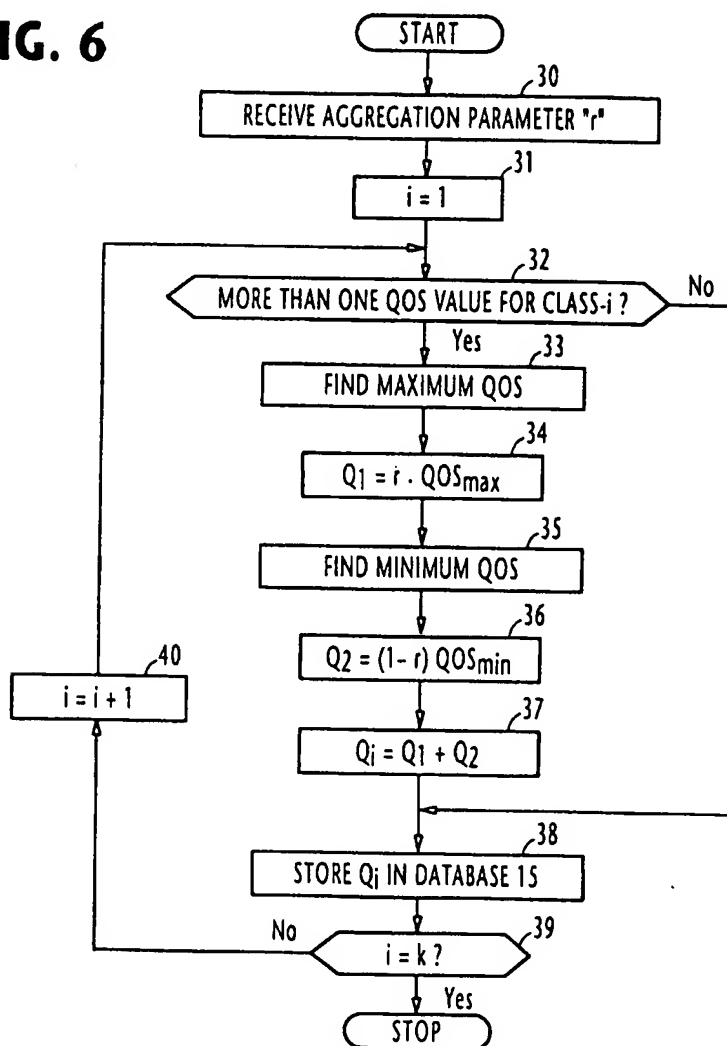 IG. 6
START
30
RECEIVE AGGREGATION PARAMETER "r"
31
i = 1
32
MORE THAN ONE QOS VALUE FOR CLASS-i ?
No
Yes
33
FIND MAXIMUM QOS
34
Q1 = r . QOSmax
35
FIND MINIMUM QOS
36
Q2 = (1- r) QOSmin
40
i = i + 1
37
Qi = Q1 + Q2
38
STORE Qi IN DATABASE 15
No
39
i = k ?
Yes
STOP